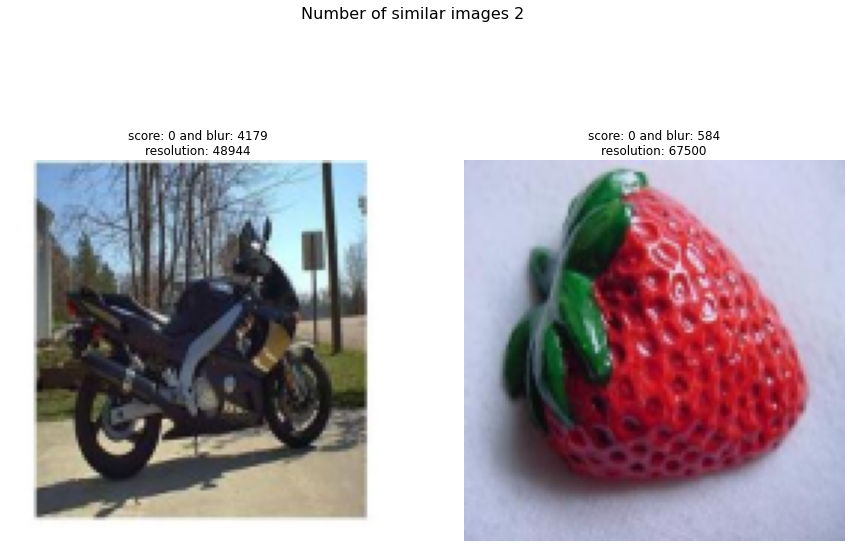 Number of similar images 2
score: 0 and blur: 4179
resolution: 48944
score: 0 and blur: 584
resolution: 67500